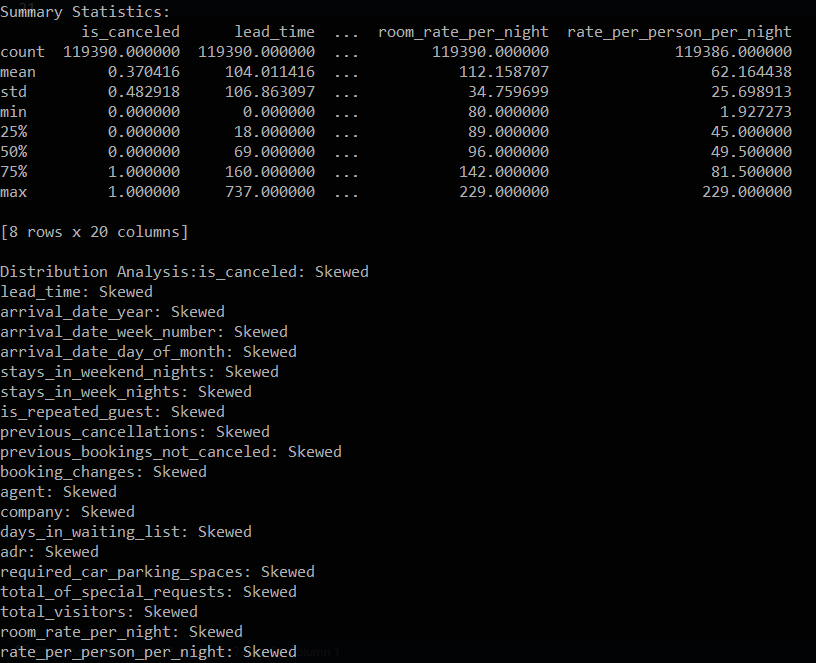 Summary Statistics:
is_canceled lead_time ... room_rate_per_night rate_per_person_per_night
count 119390.000000 119390.000000 ... 119390.000000 119386.000000
mean 0.370416 104.011416 ... 112.158707 62.164438
std 0.482918 106.863097 ... 34.759699 25.698913
min 0.000000 0.000000 ... 80.000000 1.927273
25% 0.000000 18.000000 ... 89.000000 45.000000
50% 0.000000 69.000000 ... 96.000000 49.500000
75% 1.000000 160.000000 ... 142.000000 81.500000
max 1.000000 737.000000 ... 229.000000 229.000000
[8 rows x 20 columns]
Distribution Analysis:is_canceled: Skewed
lead_time: Skewed
arrival_date_year: Skewed
arrival_date_week_number: Skewed
arrival_date_day_of_month: Skewed
stays_in_weekend_nights: Skewed
stays_in_week_nights: Skewed
is_repeated_guest: Skewed
previous_cancellations: Skewed
previous_bookings_not_canceled: Skewed
booking_changes: Skewed
agent: Skewed
company: Skewed
days_in_waiting_list: Skewed
adr: Skewed
required_car_parking_spaces: Skewed
total_of_special_requests: Skewed
total_visitors: Skewed
room_rate_per_night: Skewed
rate_per_person_per_night: Skewed